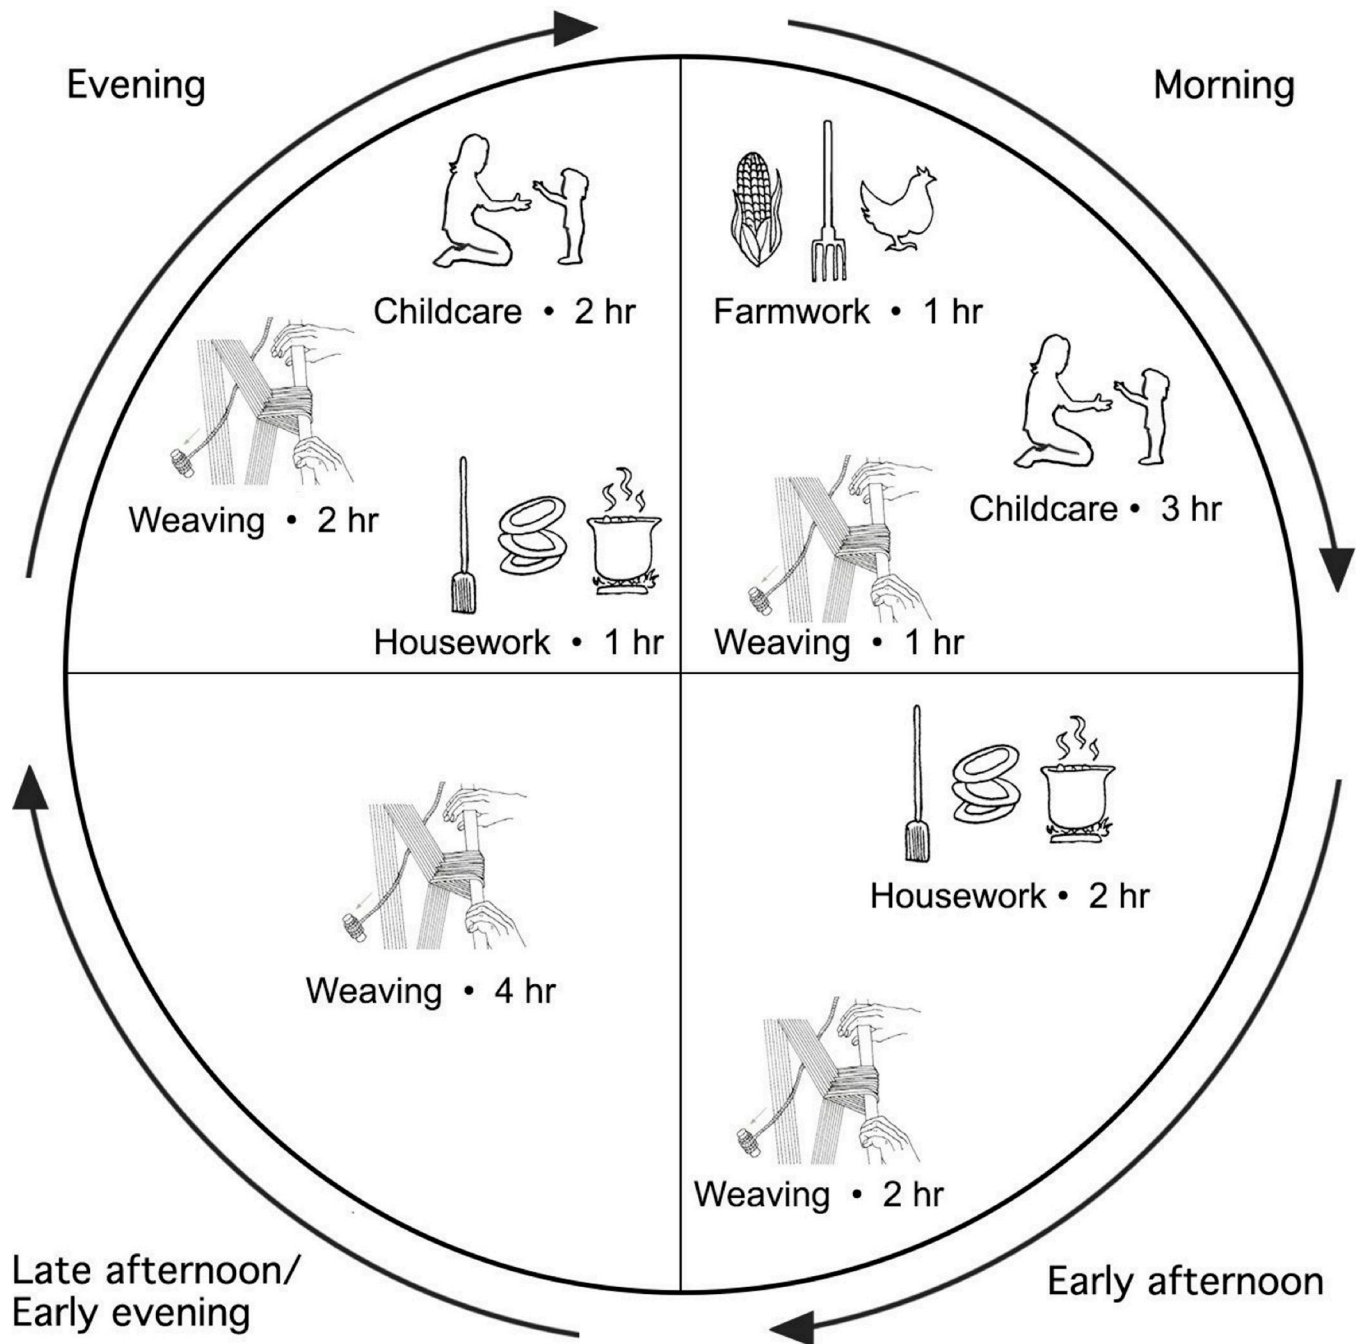 Evening
Morning
Childcare • 2 hr
Farmwork • 1 hr
Weaving • 2 hr
Childcare • 3 hr
Housework • 1 hr
Weaving • 1 hr
Housework • 2 hr
Weaving • 4 hr
Weaving • 2 hr
Late afternoon/
Early evening
Early afternoon